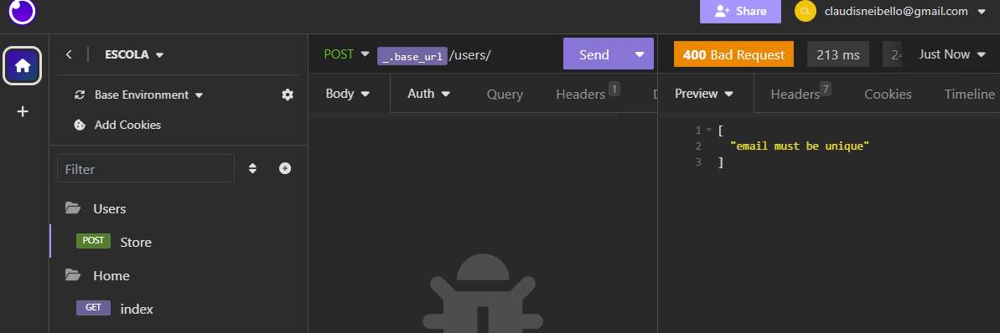 Share
CL claudisneibello@gmail.com
ESCOLA
POST _.base_url /users/
Send
400 Bad Request
213 ms
Just Now
Base Environment
Body
Auth
Query
Headers 1
Preview
Headers 7
Cookies
Timeline
Add Cookies
1 [
2 "email must be unique"
3 ]
Filter
Users
POST Store
Home
GET index